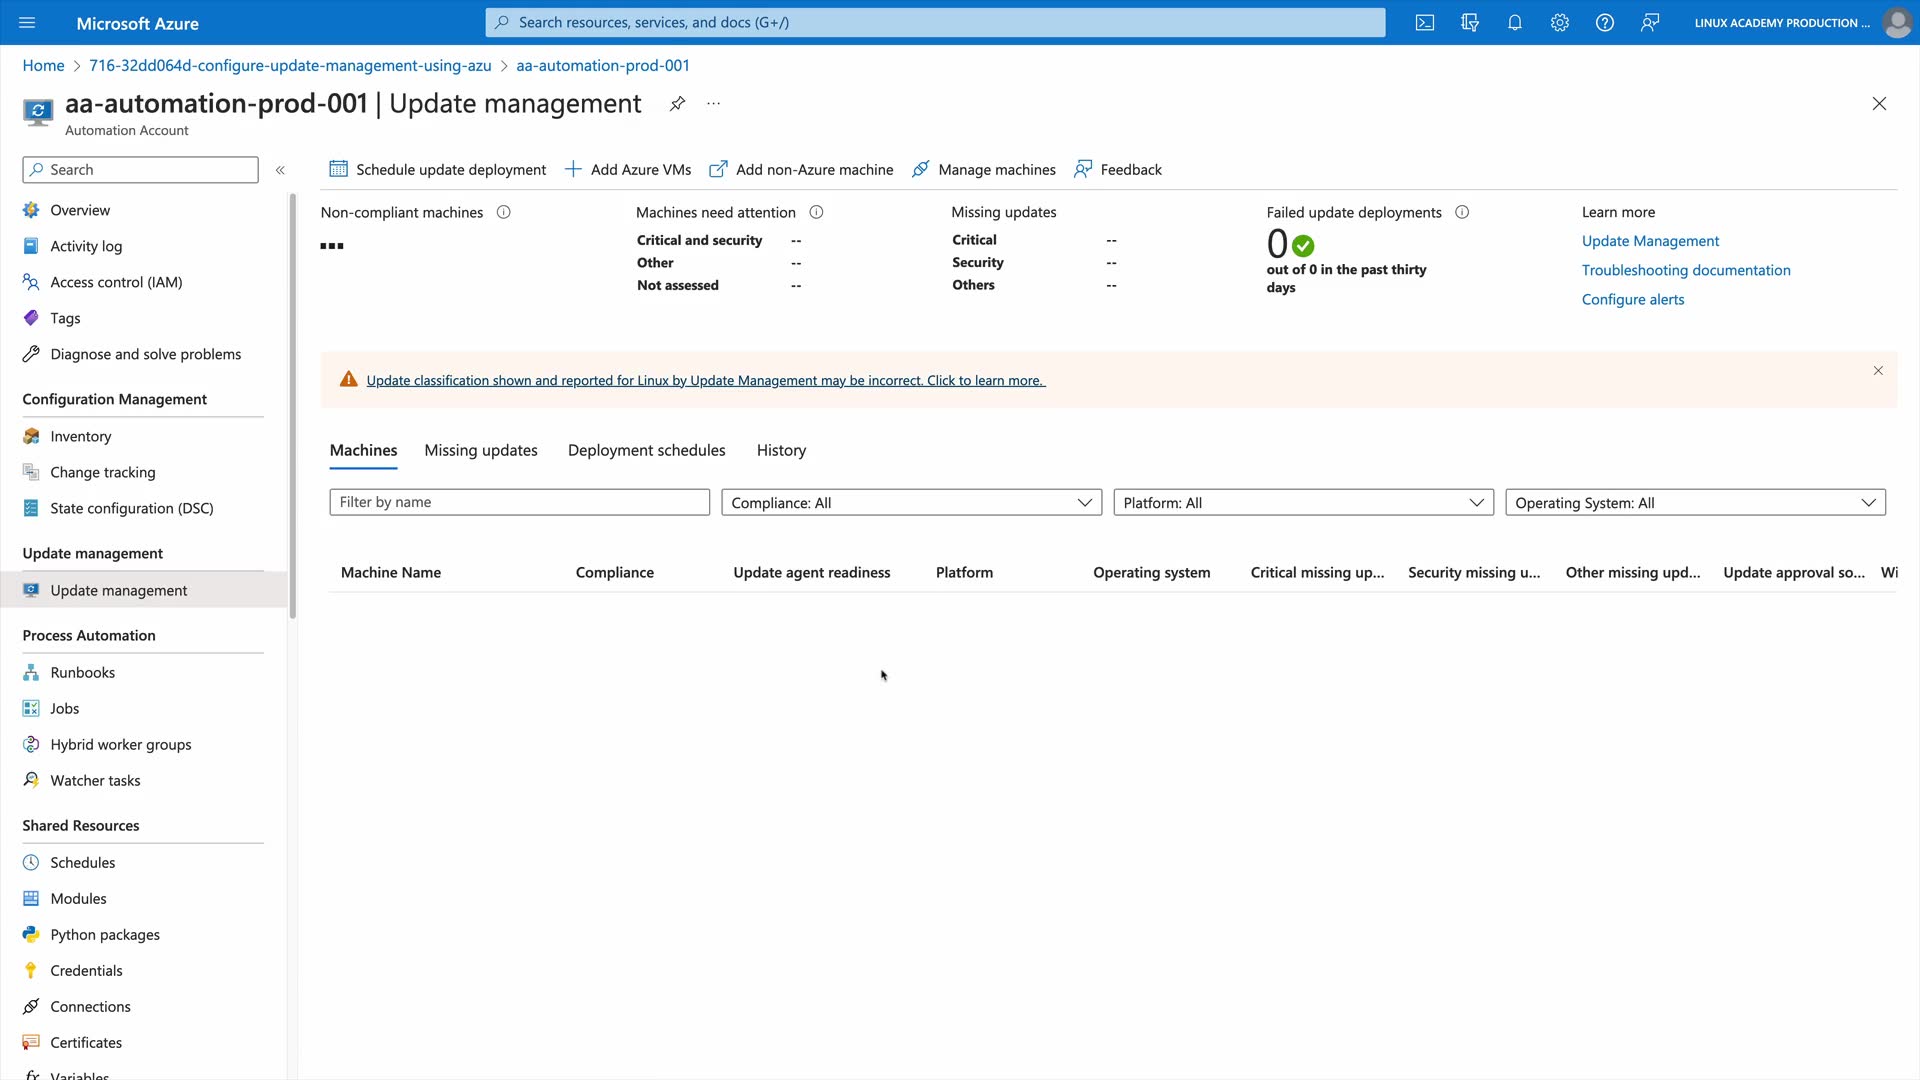 Microsoft Azure
Search resources, services, and docs (G+/)
LINUX ACADEMY PRODUCTION ...
Home > 716-32dd064d-configure-update-management-using-azu > aa-automation-prod-001
aa-automation-prod-001 | Update management
...
Automation Account
Search
«
Schedule update deployment
Add Azure VMs
Add non-Azure machine
Manage machines
Feedback
Overview
Activity log
Access control (IAM)
Tags
Diagnose and solve problems
Configuration Management
Inventory
Change tracking
State configuration (DSC)
Update management
Update management
Process Automation
Runbooks
Jobs
Hybrid worker groups
Watcher tasks
Shared Resources
Schedules
Modules
Python packages
Credentials
Connections
Certificates
Variables
Non-compliant machines
Machines need attention
Critical and security --
Other --
Not assessed --
Missing updates
Critical --
Security --
Others --
Failed update deployments
0
out of 0 in the past thirty
days
Learn more
Update Management
Troubleshooting documentation
Configure alerts
Update classification shown and reported for Linux by Update Management may be incorrect. Click to learn more.
Machines
Missing updates
Deployment schedules
History
Filter by name
Compliance: All
Platform: All
Operating System: All
Machine Name
Compliance
Update agent readiness
Platform
Operating system
Critical missing up...
Security missing u...
Other missing upd...
Update approval so...
Wi